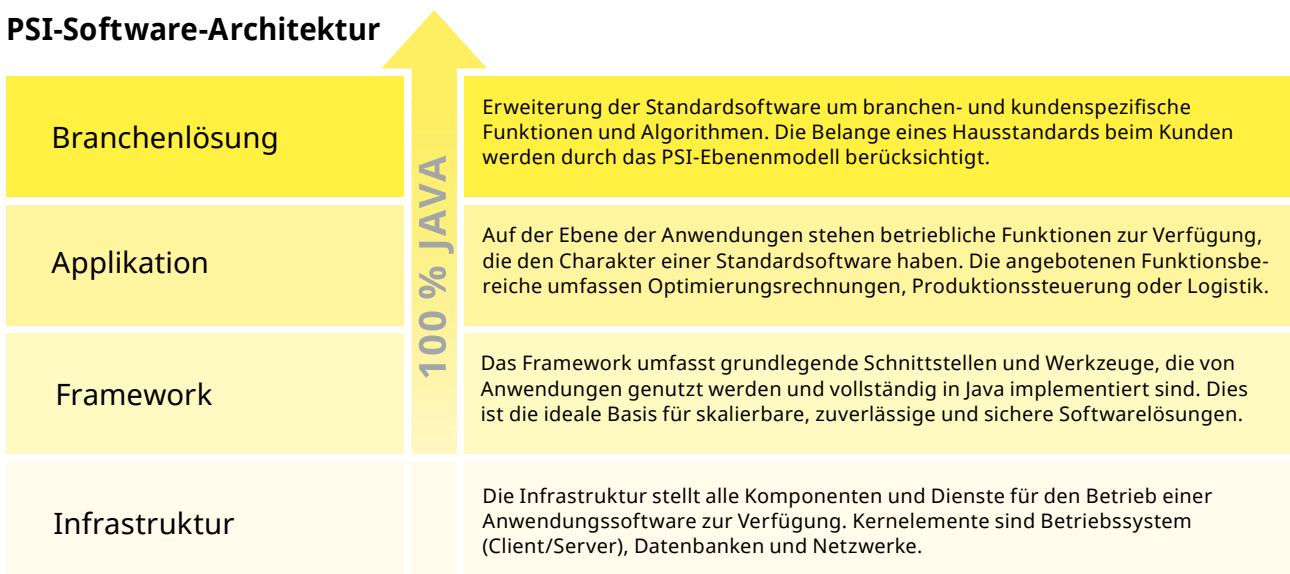 PSI-Software-Architektur
Branchenlösung
Erweiterung der Standardsoftware um branchen- und kundenspezifische
Funktionen und Algorithmen. Die Belange eines Hausstandards beim Kunden
werden durch das PSI-Ebenenmodell berücksichtigt.
100 % JAVA
Applikation
Auf der Ebene der Anwendungen stehen betriebliche Funktionen zur Verfügung,
die den Charakter einer Standardsoftware haben. Die angebotenen Funktionsbe-
reiche umfassen Optimierungsrechnungen, Produktionssteuerung oder Logistik.
Framework
Das Framework umfasst grundlegende Schnittstellen und Werkzeuge, die von
Anwendungen genutzt werden und vollständig in Java implementiert sind. Dies
ist die ideale Basis für skalierbare, zuverlässige und sichere Softwarelösungen.
Infrastruktur
Die Infrastruktur stellt alle Komponenten und Dienste für den Betrieb einer
Anwendungssoftware zur Verfügung. Kernelemente sind Betriebssystem
(Client/Server), Datenbanken und Netzwerke.